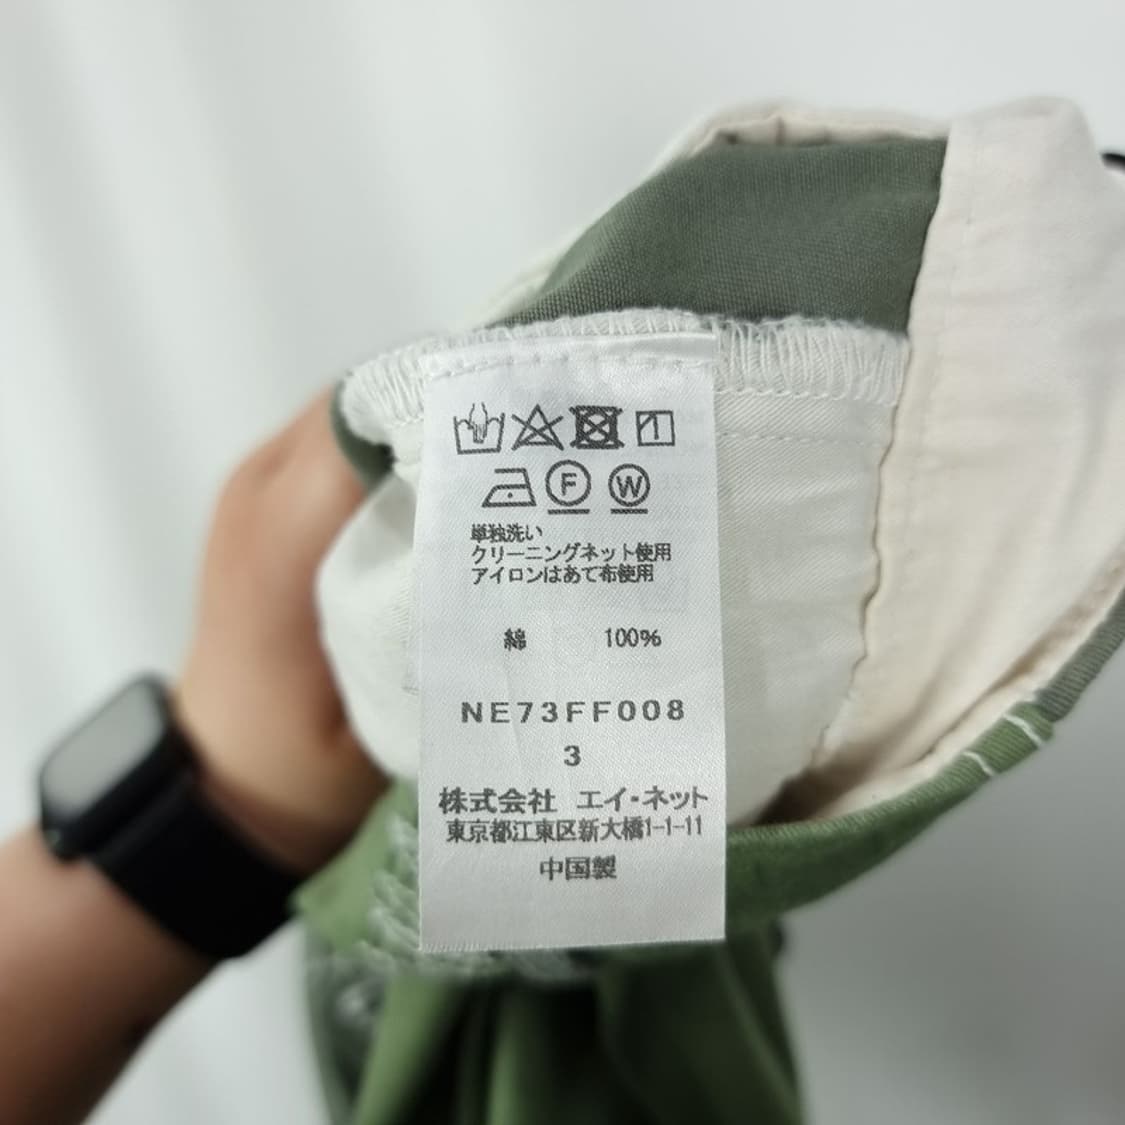 F W
単独洗い
クリーニングネット使用
アイロンはあて布使用
綿 100%
NE73FF008
3
株式会社 エイ・ネット
東京都江東区新大橋1-1-11
中国製